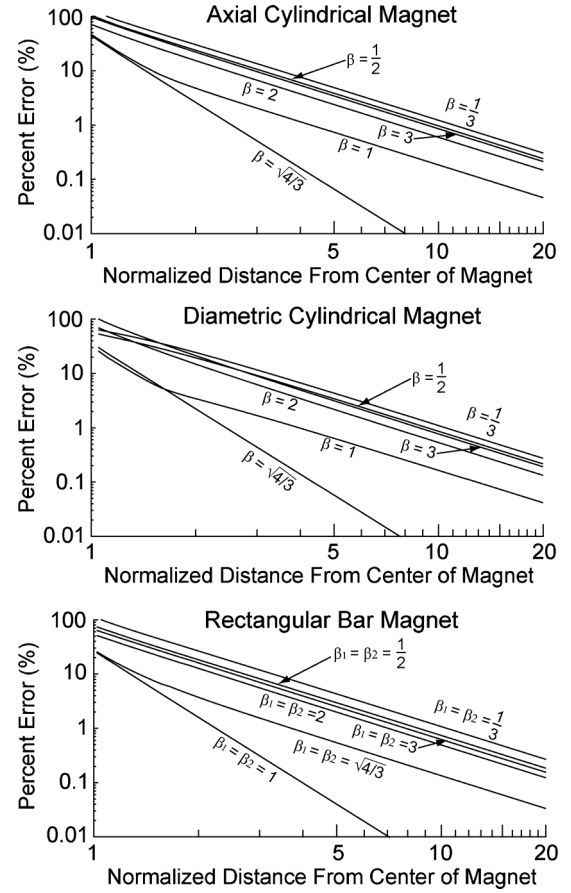 Axial Cylindrical Magnet
Percent Error (%)
100
10
1
0.1
0.01
β = 1/2
β = 2
β = 1/3
β = 3
β = 1
β = √4/3
1
5
10
20
Normalized Distance From Center of Magnet
Diametric Cylindrical Magnet
Percent Error (%)
100
10
1
0.1
0.01
β = 1/2
β = 2
β = 1/3
β = 3
β = 1
β = √4/3
1
5
10
20
Normalized Distance From Center of Magnet
Rectangular Bar Magnet
Percent Error (%)
100
10
1
0.1
0.01
β1 = β2 = 1/2
β1 = β2 =2
β1 = β2 = 1/3
β1 = β2 =3
β1 = β2 = √4/3
β1 = β2 = 1
1
5
10
20
Normalized Distance From Center of Magnet